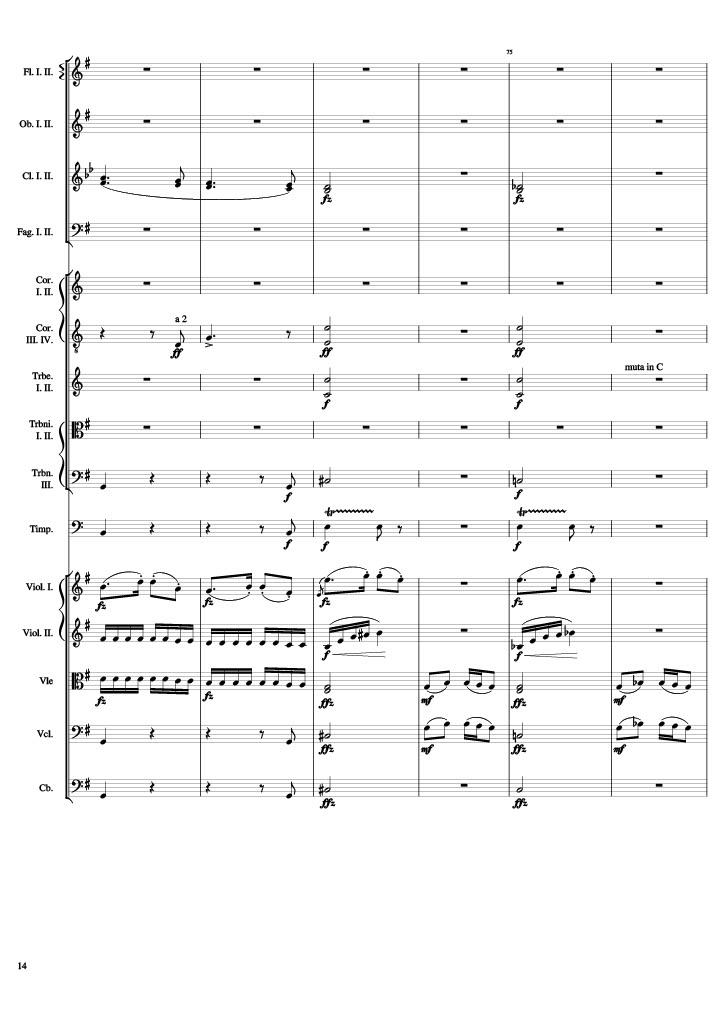 75
Fl. I. II.
Ob. I. II.
Cl. I. II.
fz fz
Fag. I. II.
Cor.
I. II.
Cor.
III. IV.
a 2
ff ff ff
Trbe.
I. II.
muta in C
f f
Trbni.
I. II.
Trbn.
III.
f f
Timp.
tr tr
f f f
Viol. I.
fz fz f f
Viol. II.
f f
Vle
fz fz ffz mf ffz mf
Vcl.
ffz mf ffz mf
Cb.
ffz ffz
14